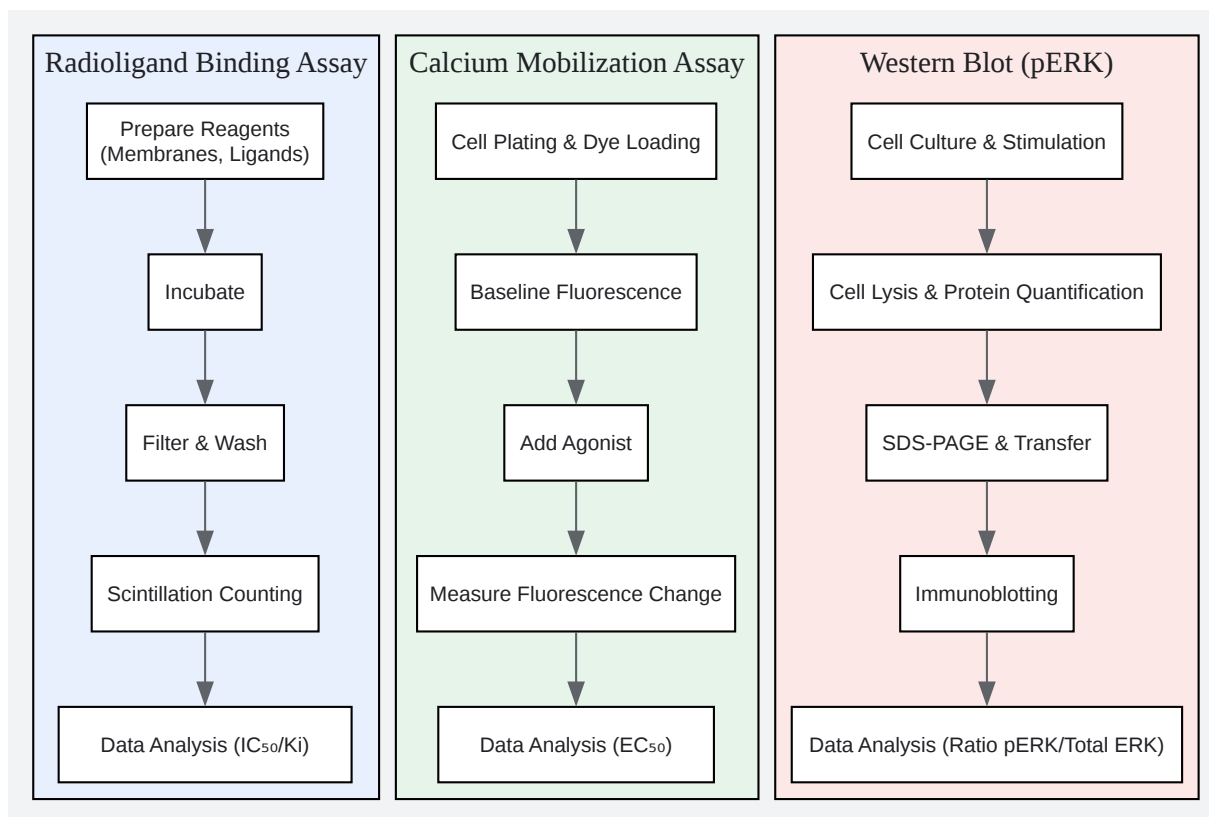 Radioligand Binding Assay
Prepare Reagents
(Membranes, Ligands)
Incubate
Filter & Wash
Scintillation Counting
Data Analysis (IC₅₀/Ki)
Calcium Mobilization Assay
Cell Plating & Dye Loading
Baseline Fluorescence
Add Agonist
Measure Fluorescence Change
Data Analysis (EC₅₀)
Western Blot (pERK)
Cell Culture & Stimulation
Cell Lysis & Protein Quantification
SDS-PAGE & Transfer
Immunoblotting
Data Analysis (Ratio pERK/Total ERK)